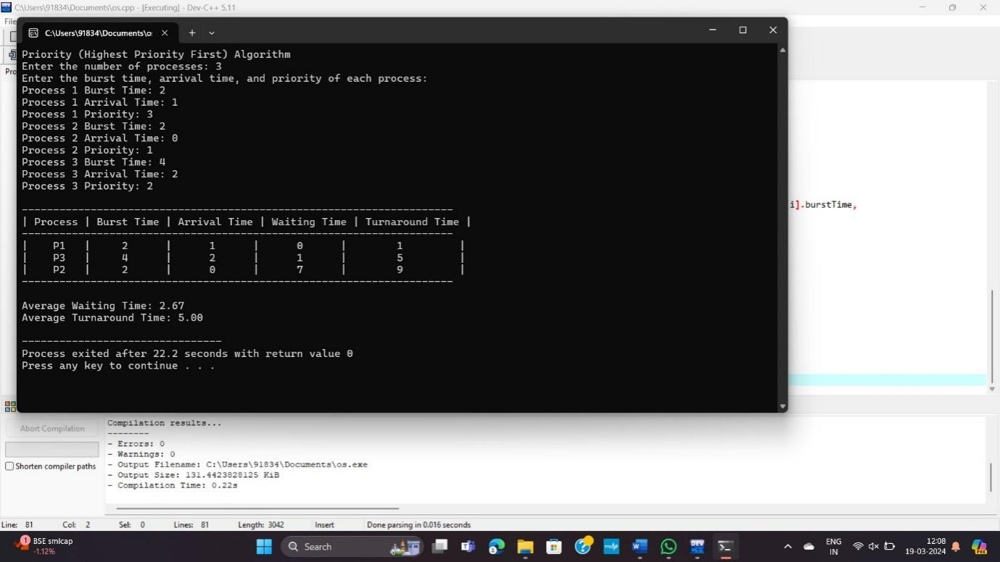 C:\Users\91834\Documents\os.cpp - [Executing] - Dev-C++ 5.11
File
C:\Users\91834\Documents\o:
Pro
Priority (Highest Priority First) Algorithm
Enter the number of processes: 3
Enter the burst time, arrival time, and priority of each process:
Process 1 Burst Time: 2
Process 1 Arrival Time: 1
Process 1 Priority: 3
Process 2 Burst Time: 2
Process 2 Arrival Time: 0
Process 2 Priority: 1
Process 3 Burst Time: 4
Process 3 Arrival Time: 2
Process 3 Priority: 2
i].burstTime,
---------------------------------------------------------------------
| Process | Burst Time | Arrival Time | Waiting Time | Turnaround Time |
---------------------------------------------------------------------
| P1 | 2 | 1 | 0 | 1 |
| P3 | 4 | 2 | 1 | 5 |
| P2 | 2 | 0 | 7 | 9 |
---------------------------------------------------------------------
Average Waiting Time: 2.67
Average Turnaround Time: 5.00
--------------------------------
Process exited after 22.2 seconds with return value 0
Press any key to continue . . .
Abort Compilation
Shorten compiler paths
Compilation results...
--------
- Errors: 0
- Warnings: 0
- Output Filename: C:\Users\91834\Documents\os.exe
- Output Size: 131.4423828125 KiB
- Compilation Time: 0.22s
Line: 81 Col: 2 Sel: 0 Lines: 81 Length: 3042 Insert Done parsing in 0.016 seconds
1
BSE smlcap
-1.12%
Search
DEV
ENG
IN
12:08
19-03-2024
PRE